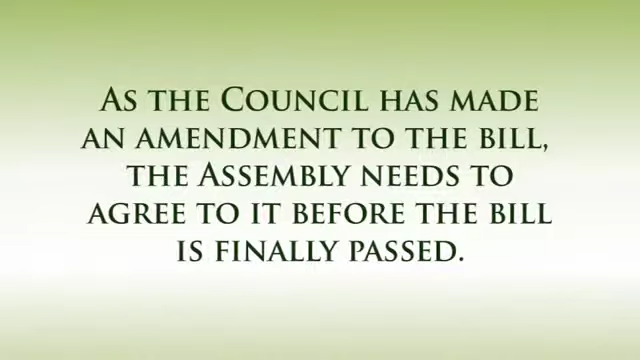 As the Council has made
an amendment to the bill,
the Assembly needs to
agree to it before the bill
is finally passed.